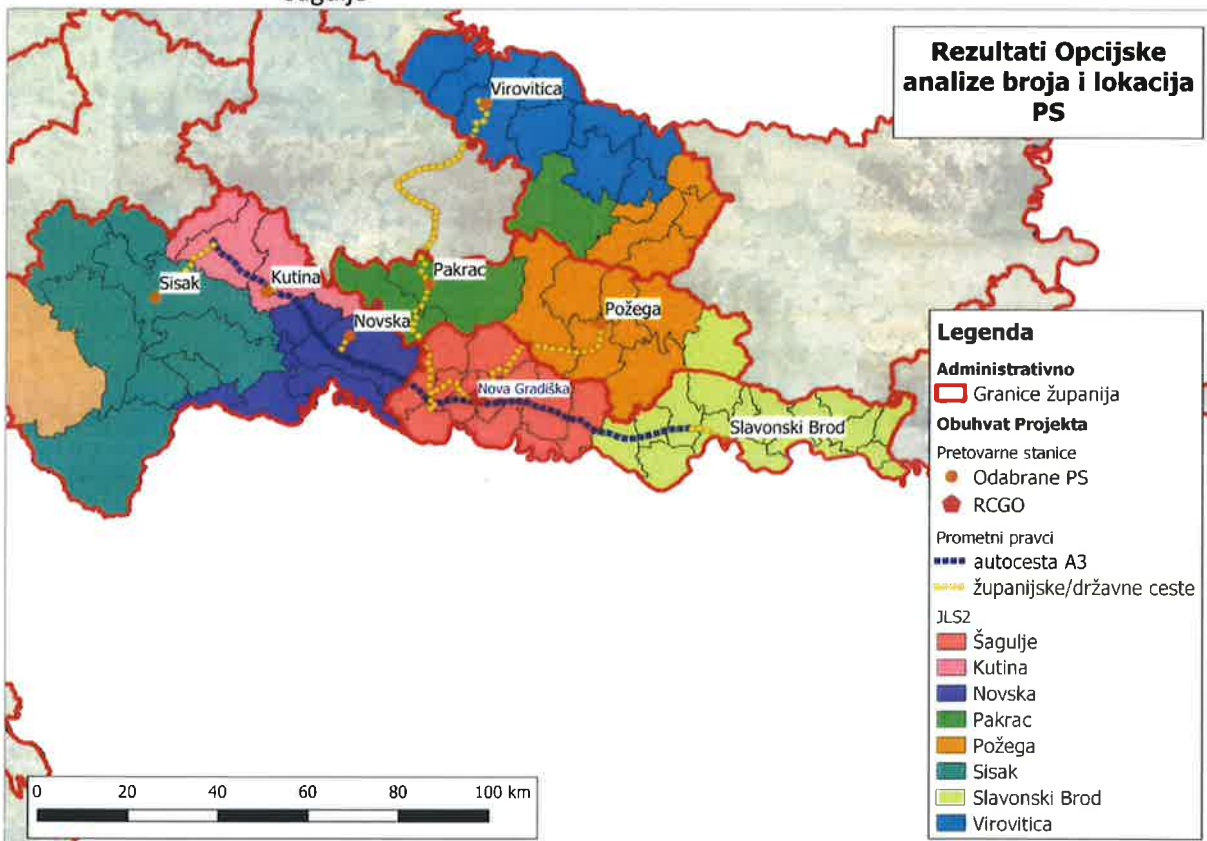 Šagulje
Rezultati Opcijske
analize broja i lokacija
PS
Virovitica
Pakrac
Sisak
Kutina
Novska
Požega
Nova Gradiška
Slavonski Brod
Legenda
Administrativno
Granice županija
Obuhvat Projekta
Pretovarne stanice
Odabrane PS
RCGO
Prometni pravci
autocesta A3
županijske/državne ceste
JLS2
Šagulje
Kutina
Novska
Pakrac
Požega
Sisak
Slavonski Brod
Virovitica
0 20 40 60 80 100 km